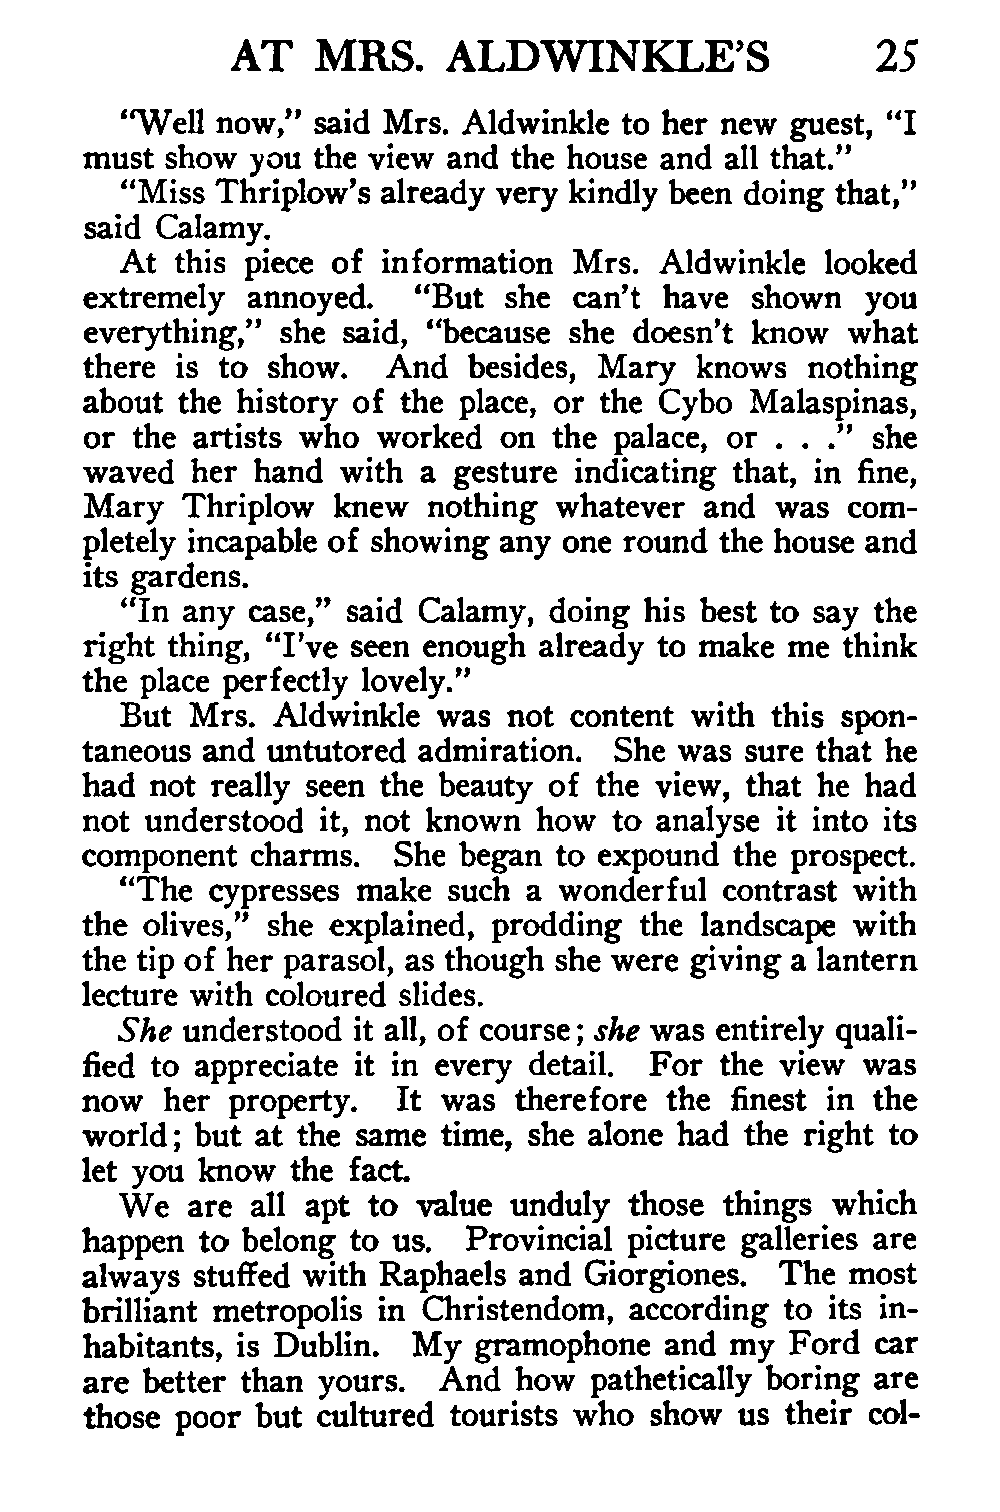 AT MRS. ALDWINKLE'S 25
"Well now," said Mrs. Aldwinkle to her new guest, "I
must show you the view and the house and all that."
"Miss Thriplow's already very kindly been doing that,"
said Calamy.
At this piece of information Mrs. Aldwinkle looked
extremely annoyed. "But she can't have shown you
everything," she said, "because she doesn't know what
there is to show. And besides, Mary knows nothing
about the history of the place, or the Cybo Malaspinas,
or the artists who worked on the palace, or . . ." she
waved her hand with a gesture indicating that, in fine,
Mary Thriplow knew nothing whatever and was com-
pletely incapable of showing any one round the house and
its gardens.
"In any case," said Calamy, doing his best to say the
right thing, "I've seen enough already to make me think
the place perfectly lovely."
But Mrs. Aldwinkle was not content with this spon-
taneous and untutored admiration. She was sure that he
had not really seen the beauty of the view, that he had
not understood it, not known how to analyse it into its
component charms. She began to expound the prospect.
"The cypresses make such a wonderful contrast with
the olives," she explained, prodding the landscape with
the tip of her parasol, as though she were giving a lantern
lecture with coloured slides.
She understood it all, of course; she was entirely quali-
fied to appreciate it in every detail. For the view was
now her property. It was therefore the finest in the
world; but at the same time, she alone had the right to
let you know the fact.
We are all apt to value unduly those things which
happen to belong to us. Provincial picture galleries are
always stuffed with Raphaels and Giorgiones. The most
brilliant metropolis in Christendom, according to its in-
habitants, is Dublin. My gramophone and my Ford car
are better than yours. And how pathetically boring are
those poor but cultured tourists who show us their col-